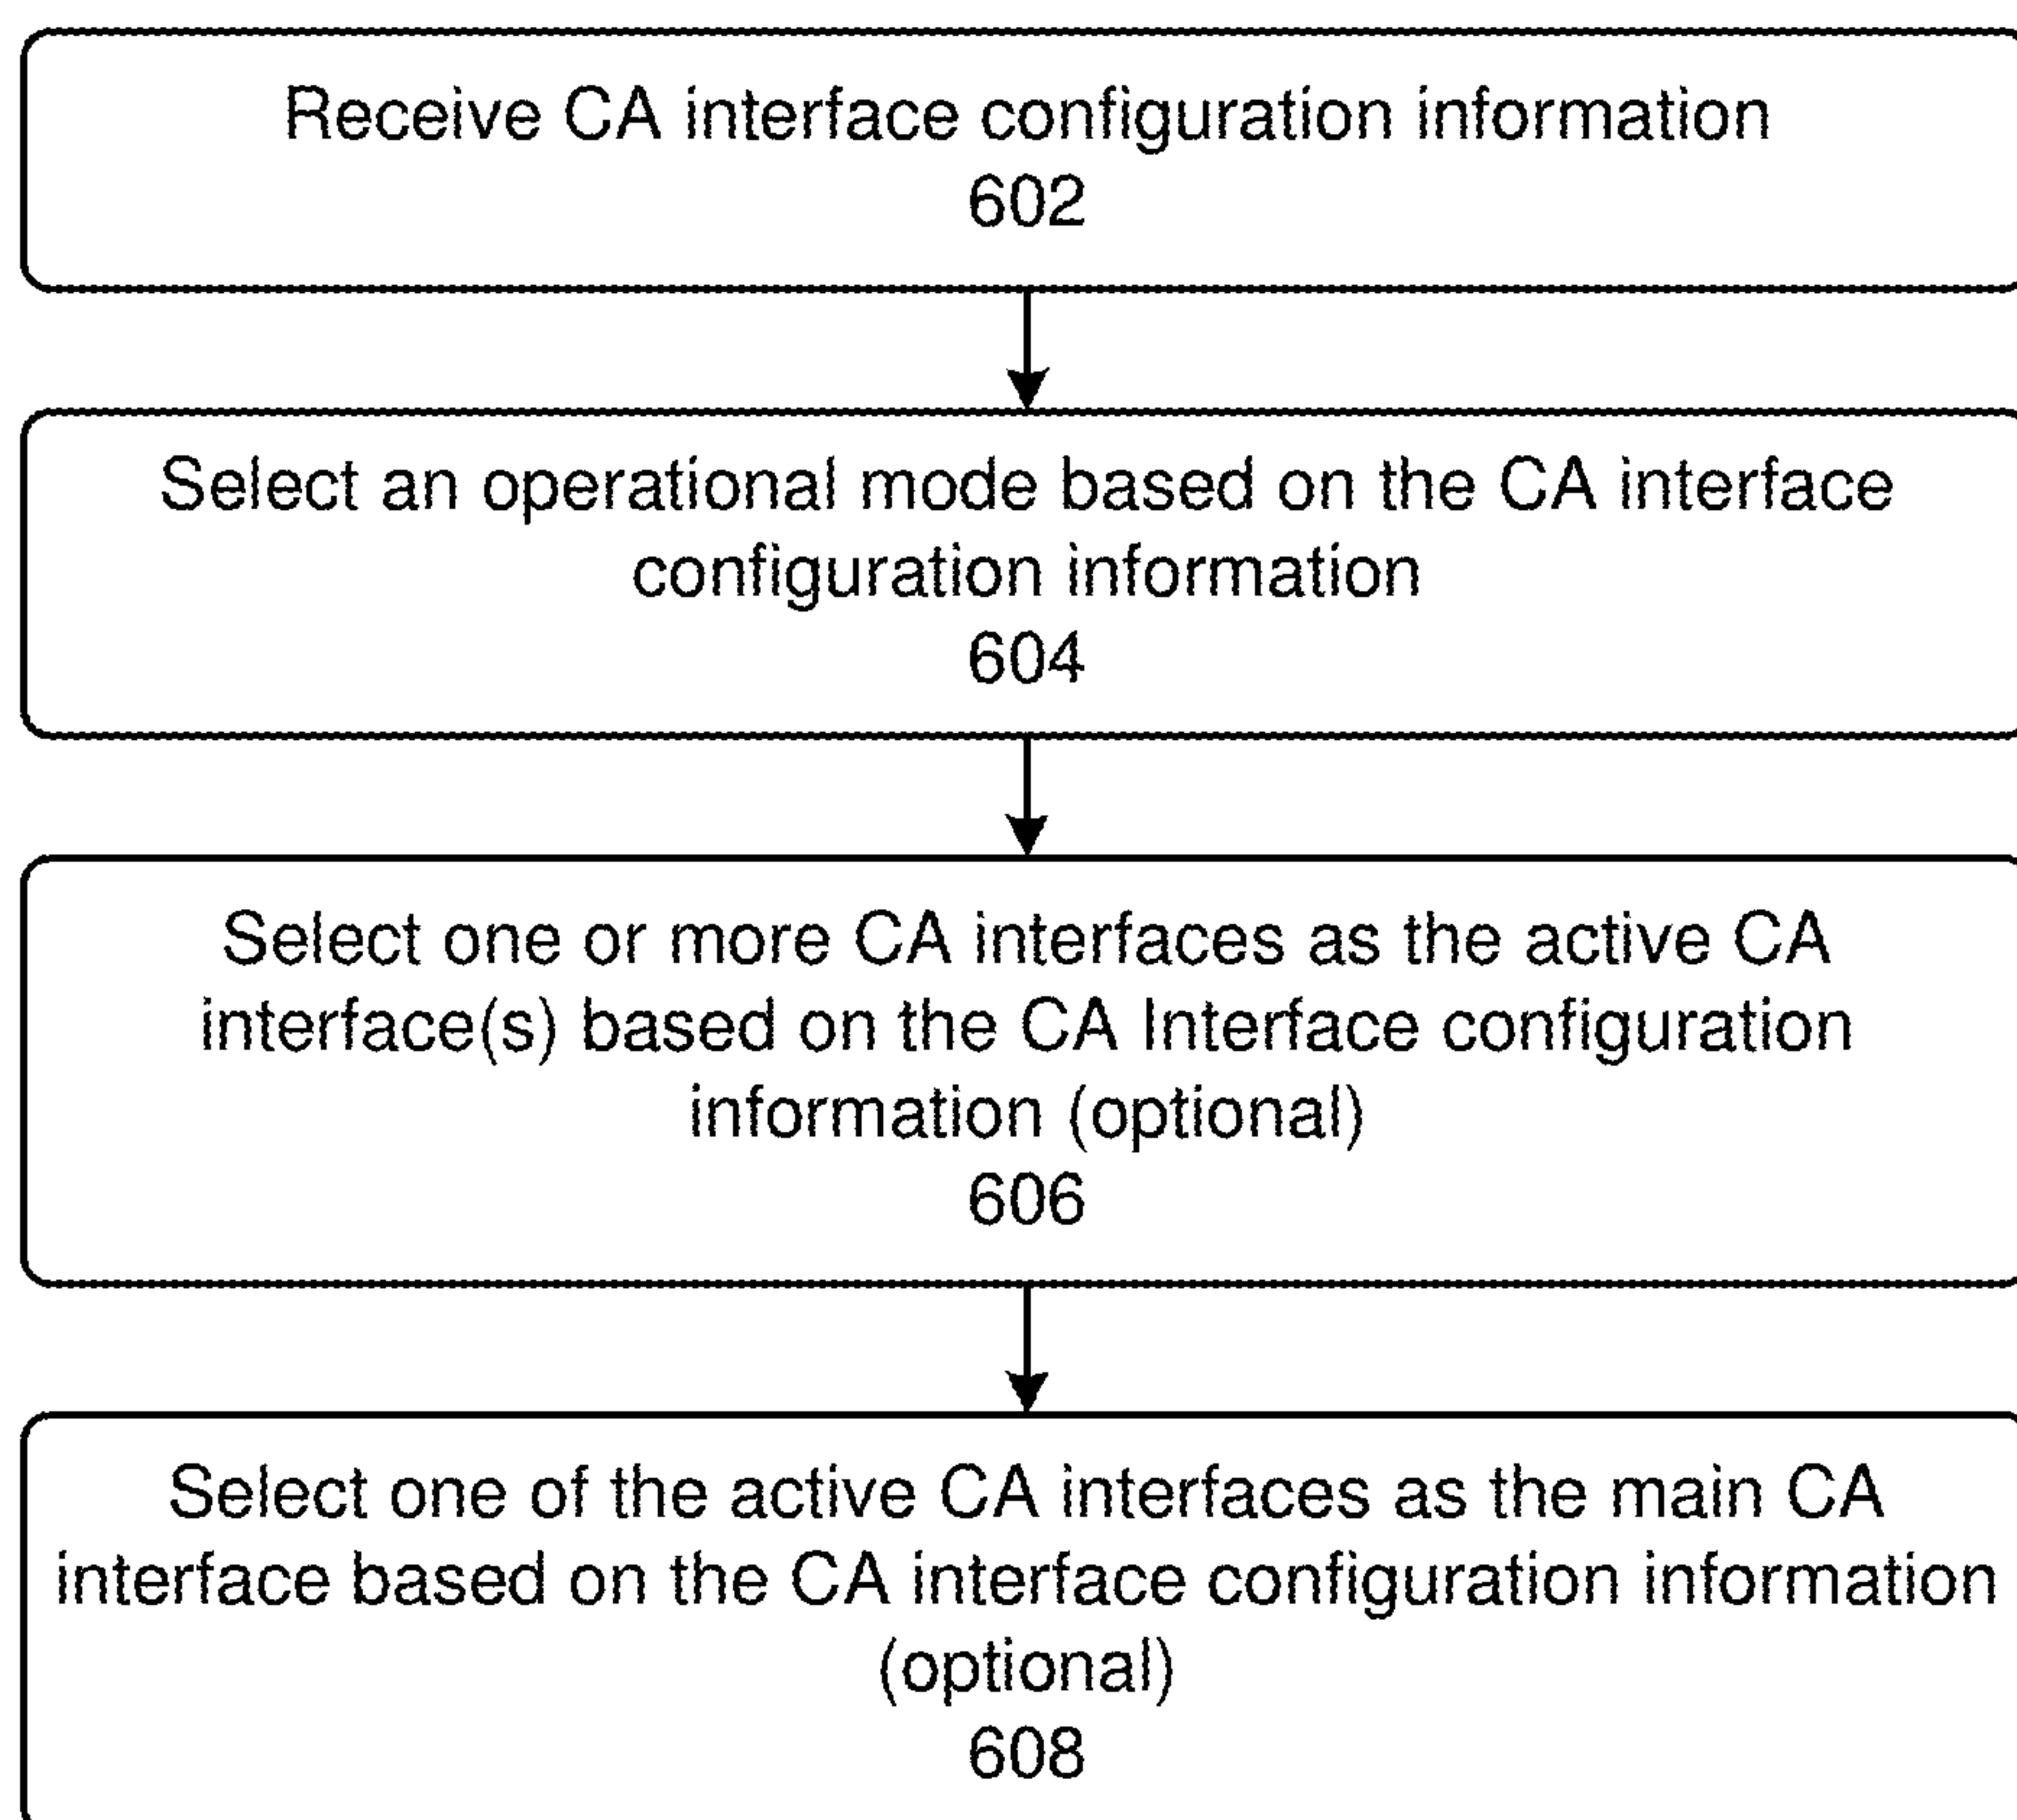 Receive CA interface configuration information
602
Select an operational mode based on the CA interface
configuration information
604
Select one or more CA interfaces as the active CA
interface(s) based on the CA Interface configuration
information (optional)
606
Select one of the active CA interfaces as the main CA
interface based on the CA interface configuration information
(optional)
608